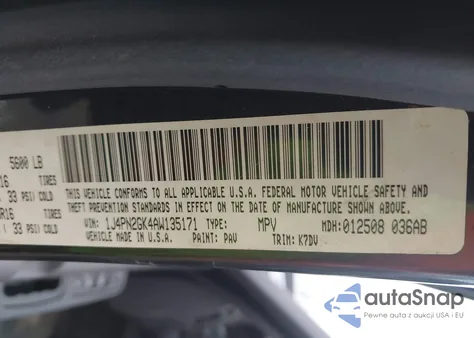 5600 LB
16 TIRES
33 PSI) COLD
R16 TIRES
( 33 PSI) COLD
THIS VEHICLE CONFORMS TO ALL APPLICABLE U.S.A. FEDERAL MOTOR VEHICLE SAFETY AND
THEFT PREVENTION STANDARDS IN EFFECT ON THE DATE OF MANUFACTURE SHOWN ABOVE.
VIN: 1J4PN2GK4AW135171 TYPE: MPV MDH: 012508 036AB
MADE IN U.S.A. PAINT: PAV TRIM: K7DV
autaSnap
Pewne auta z aukcji USA i EU